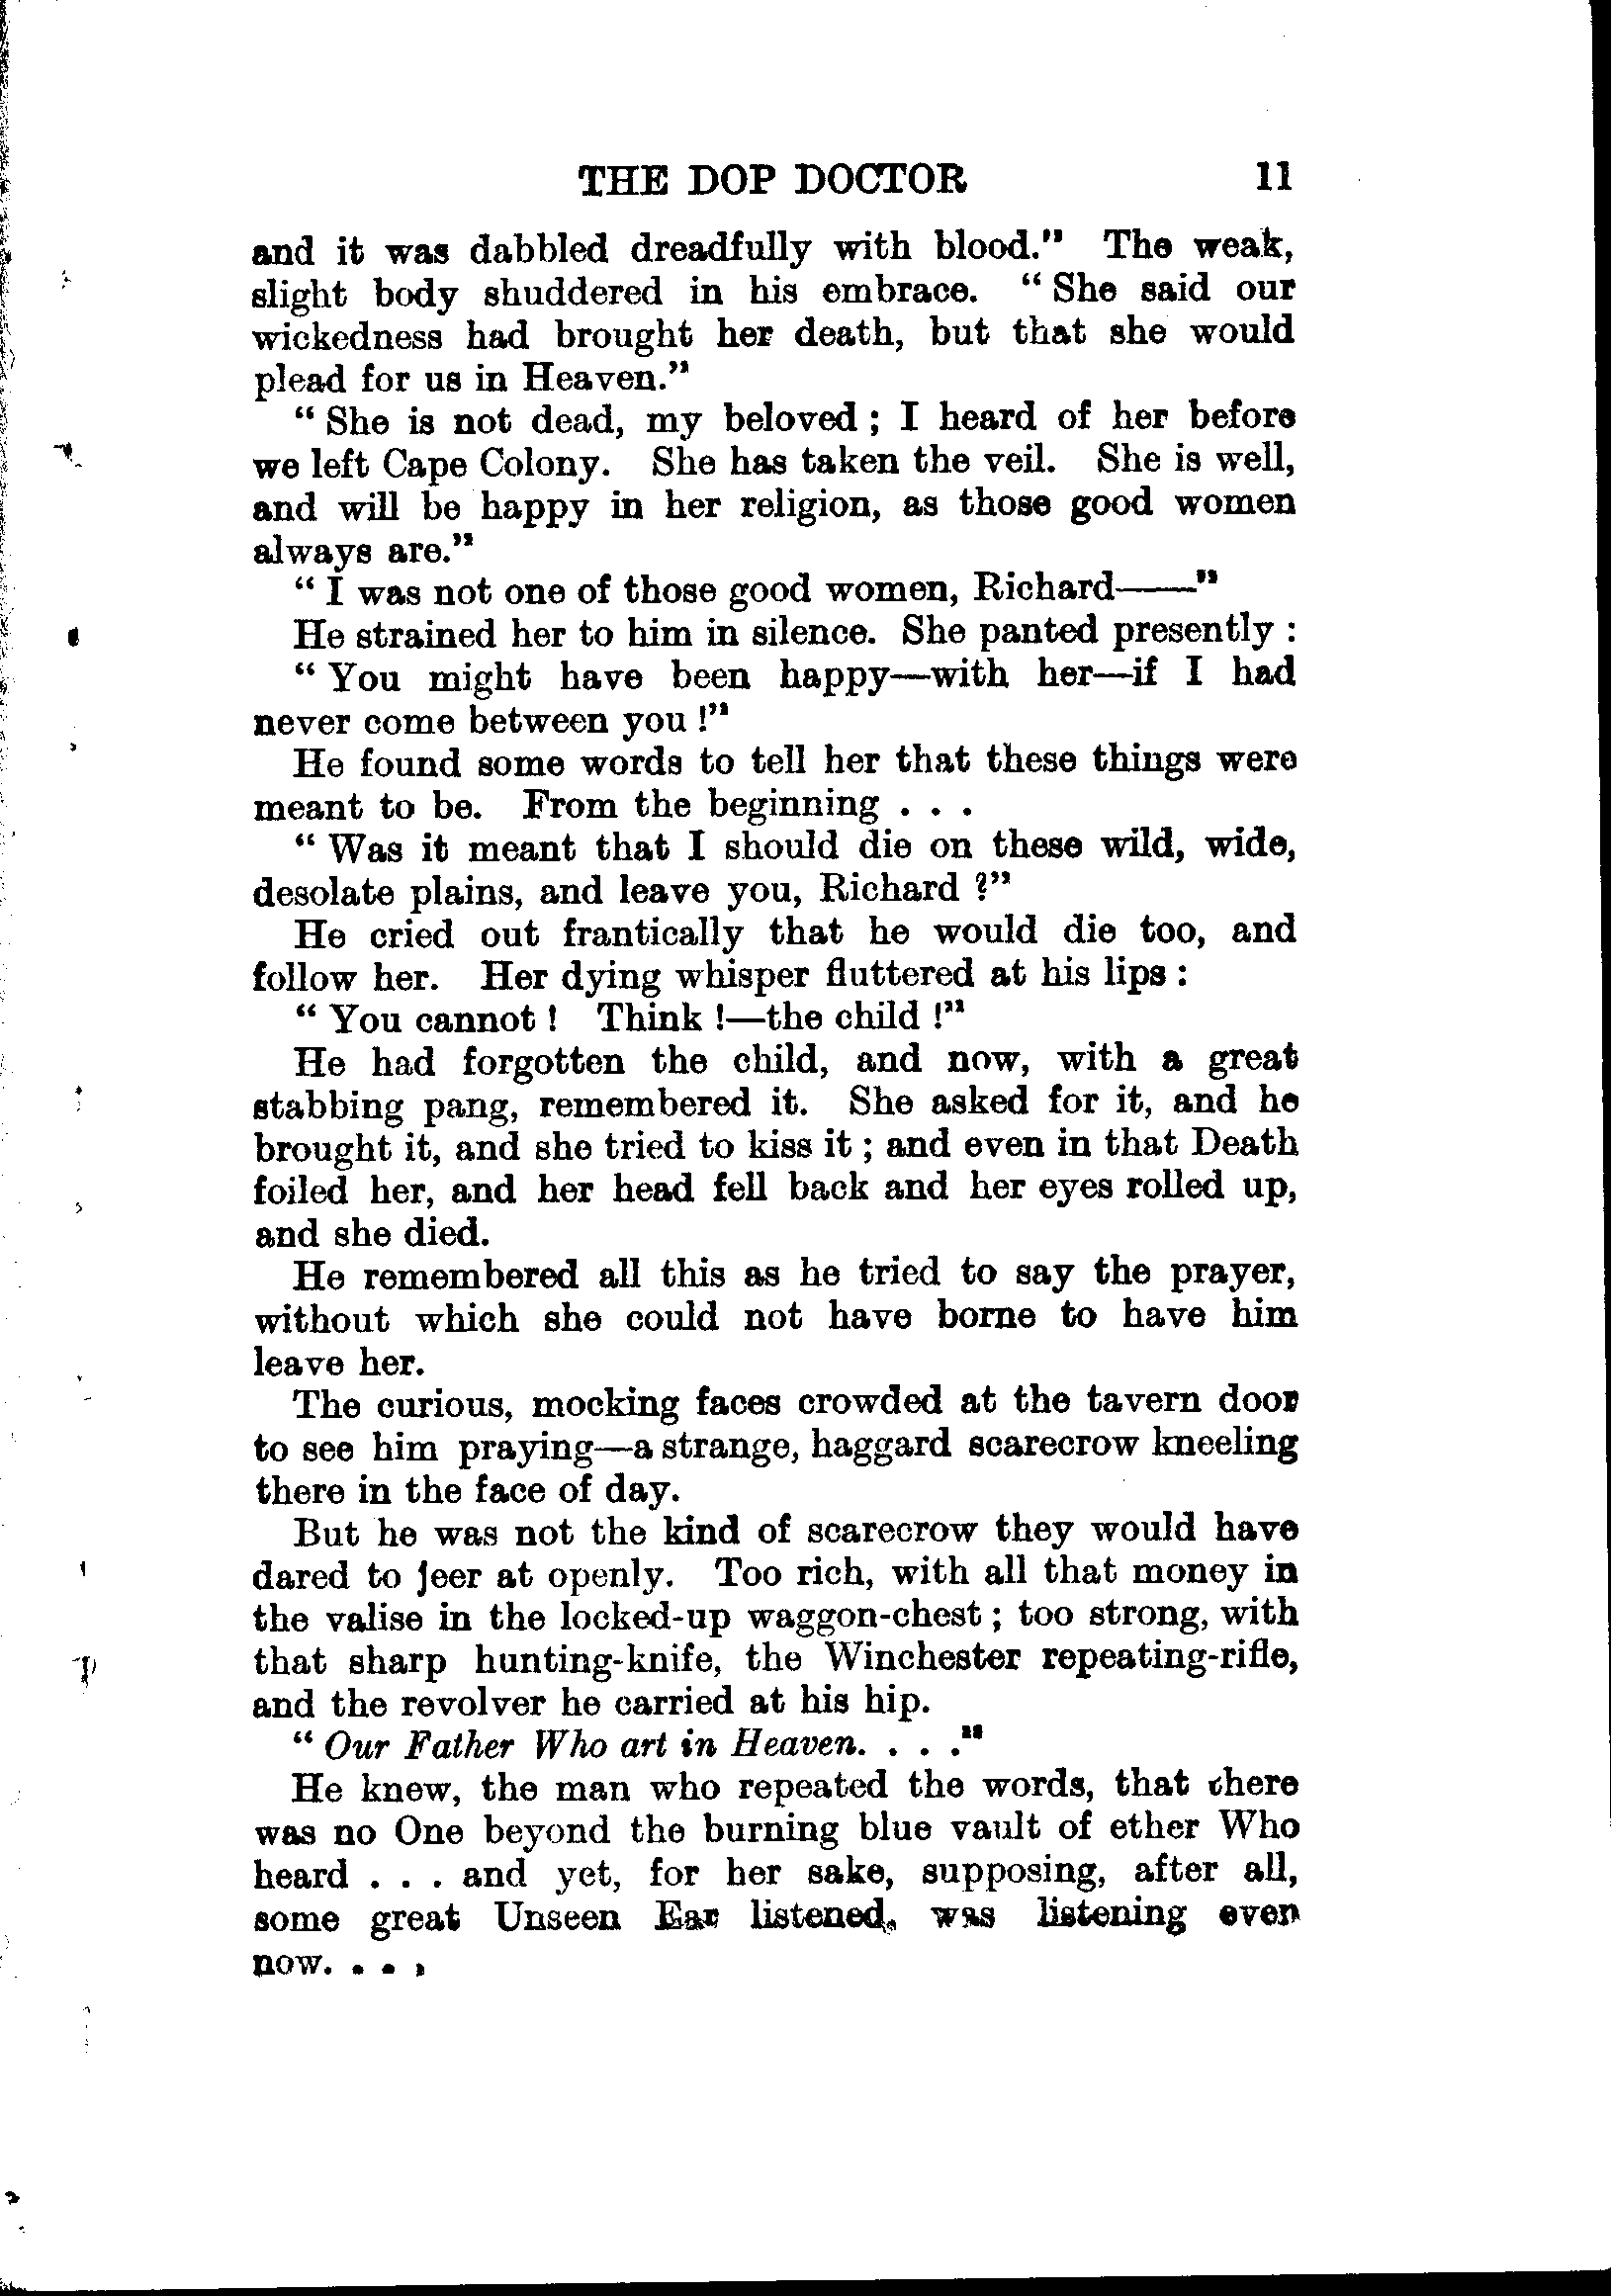 THE DOP DOCTOR 11
and it was dabbled dreadfully with blood." The weak,
slight body shuddered in his embrace. "She said our
wickedness had brought her death, but that she would
plead for us in Heaven."
"She is not dead, my beloved; I heard of her before
we left Cape Colony. She has taken the veil. She is well,
and will be happy in her religion, as those good women
always are."
"I was not one of those good women, Richard——"
He strained her to him in silence. She panted presently:
"You might have been happy—with her—if I had
never come between you!"
He found some words to tell her that these things were
meant to be. From the beginning . . .
"Was it meant that I should die on these wild, wide,
desolate plains, and leave you, Richard?"
He cried out frantically that he would die too, and
follow her. Her dying whisper fluttered at his lips:
"You cannot! Think!—the child!"
He had forgotten the child, and now, with a great
stabbing pang, remembered it. She asked for it, and he
brought it, and she tried to kiss it; and even in that Death
foiled her, and her head fell back and her eyes rolled up,
and she died.
He remembered all this as he tried to say the prayer,
without which she could not have borne to have him
leave her.
The curious, mocking faces crowded at the tavern door
to see him praying—a strange, haggard scarecrow kneeling
there in the face of day.
But he was not the kind of scarecrow they would have
dared to jeer at openly. Too rich, with all that money in
the valise in the locked-up waggon-chest; too strong, with
that sharp hunting-knife, the Winchester repeating-rifle,
and the revolver he carried at his hip.
"Our Father Who art in Heaven. . . ."
He knew, the man who repeated the words, that there
was no One beyond the burning blue vault of ether Who
heard . . . and yet, for her sake, supposing, after all,
some great Unseen Ear listened, was listening even
now. . . .